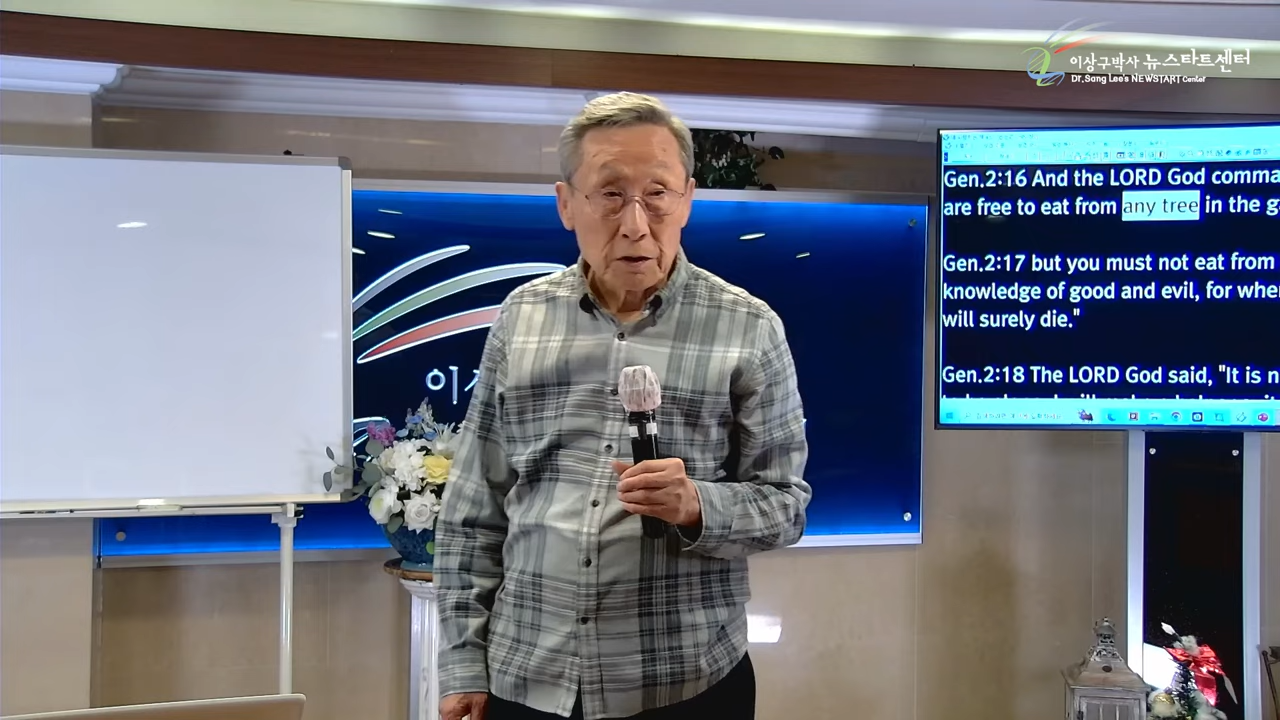 이상구박사 뉴스타트센터
Dr. Sang Lee's NEWSTART Center
Gen.2:16 And the LORD God comma
are free to eat from any tree in the g
Gen.2:17 but you must not eat from
knowledge of good and evil, for whe
will surely die."
Gen.2:18 The LORD God said, "It is n
이상